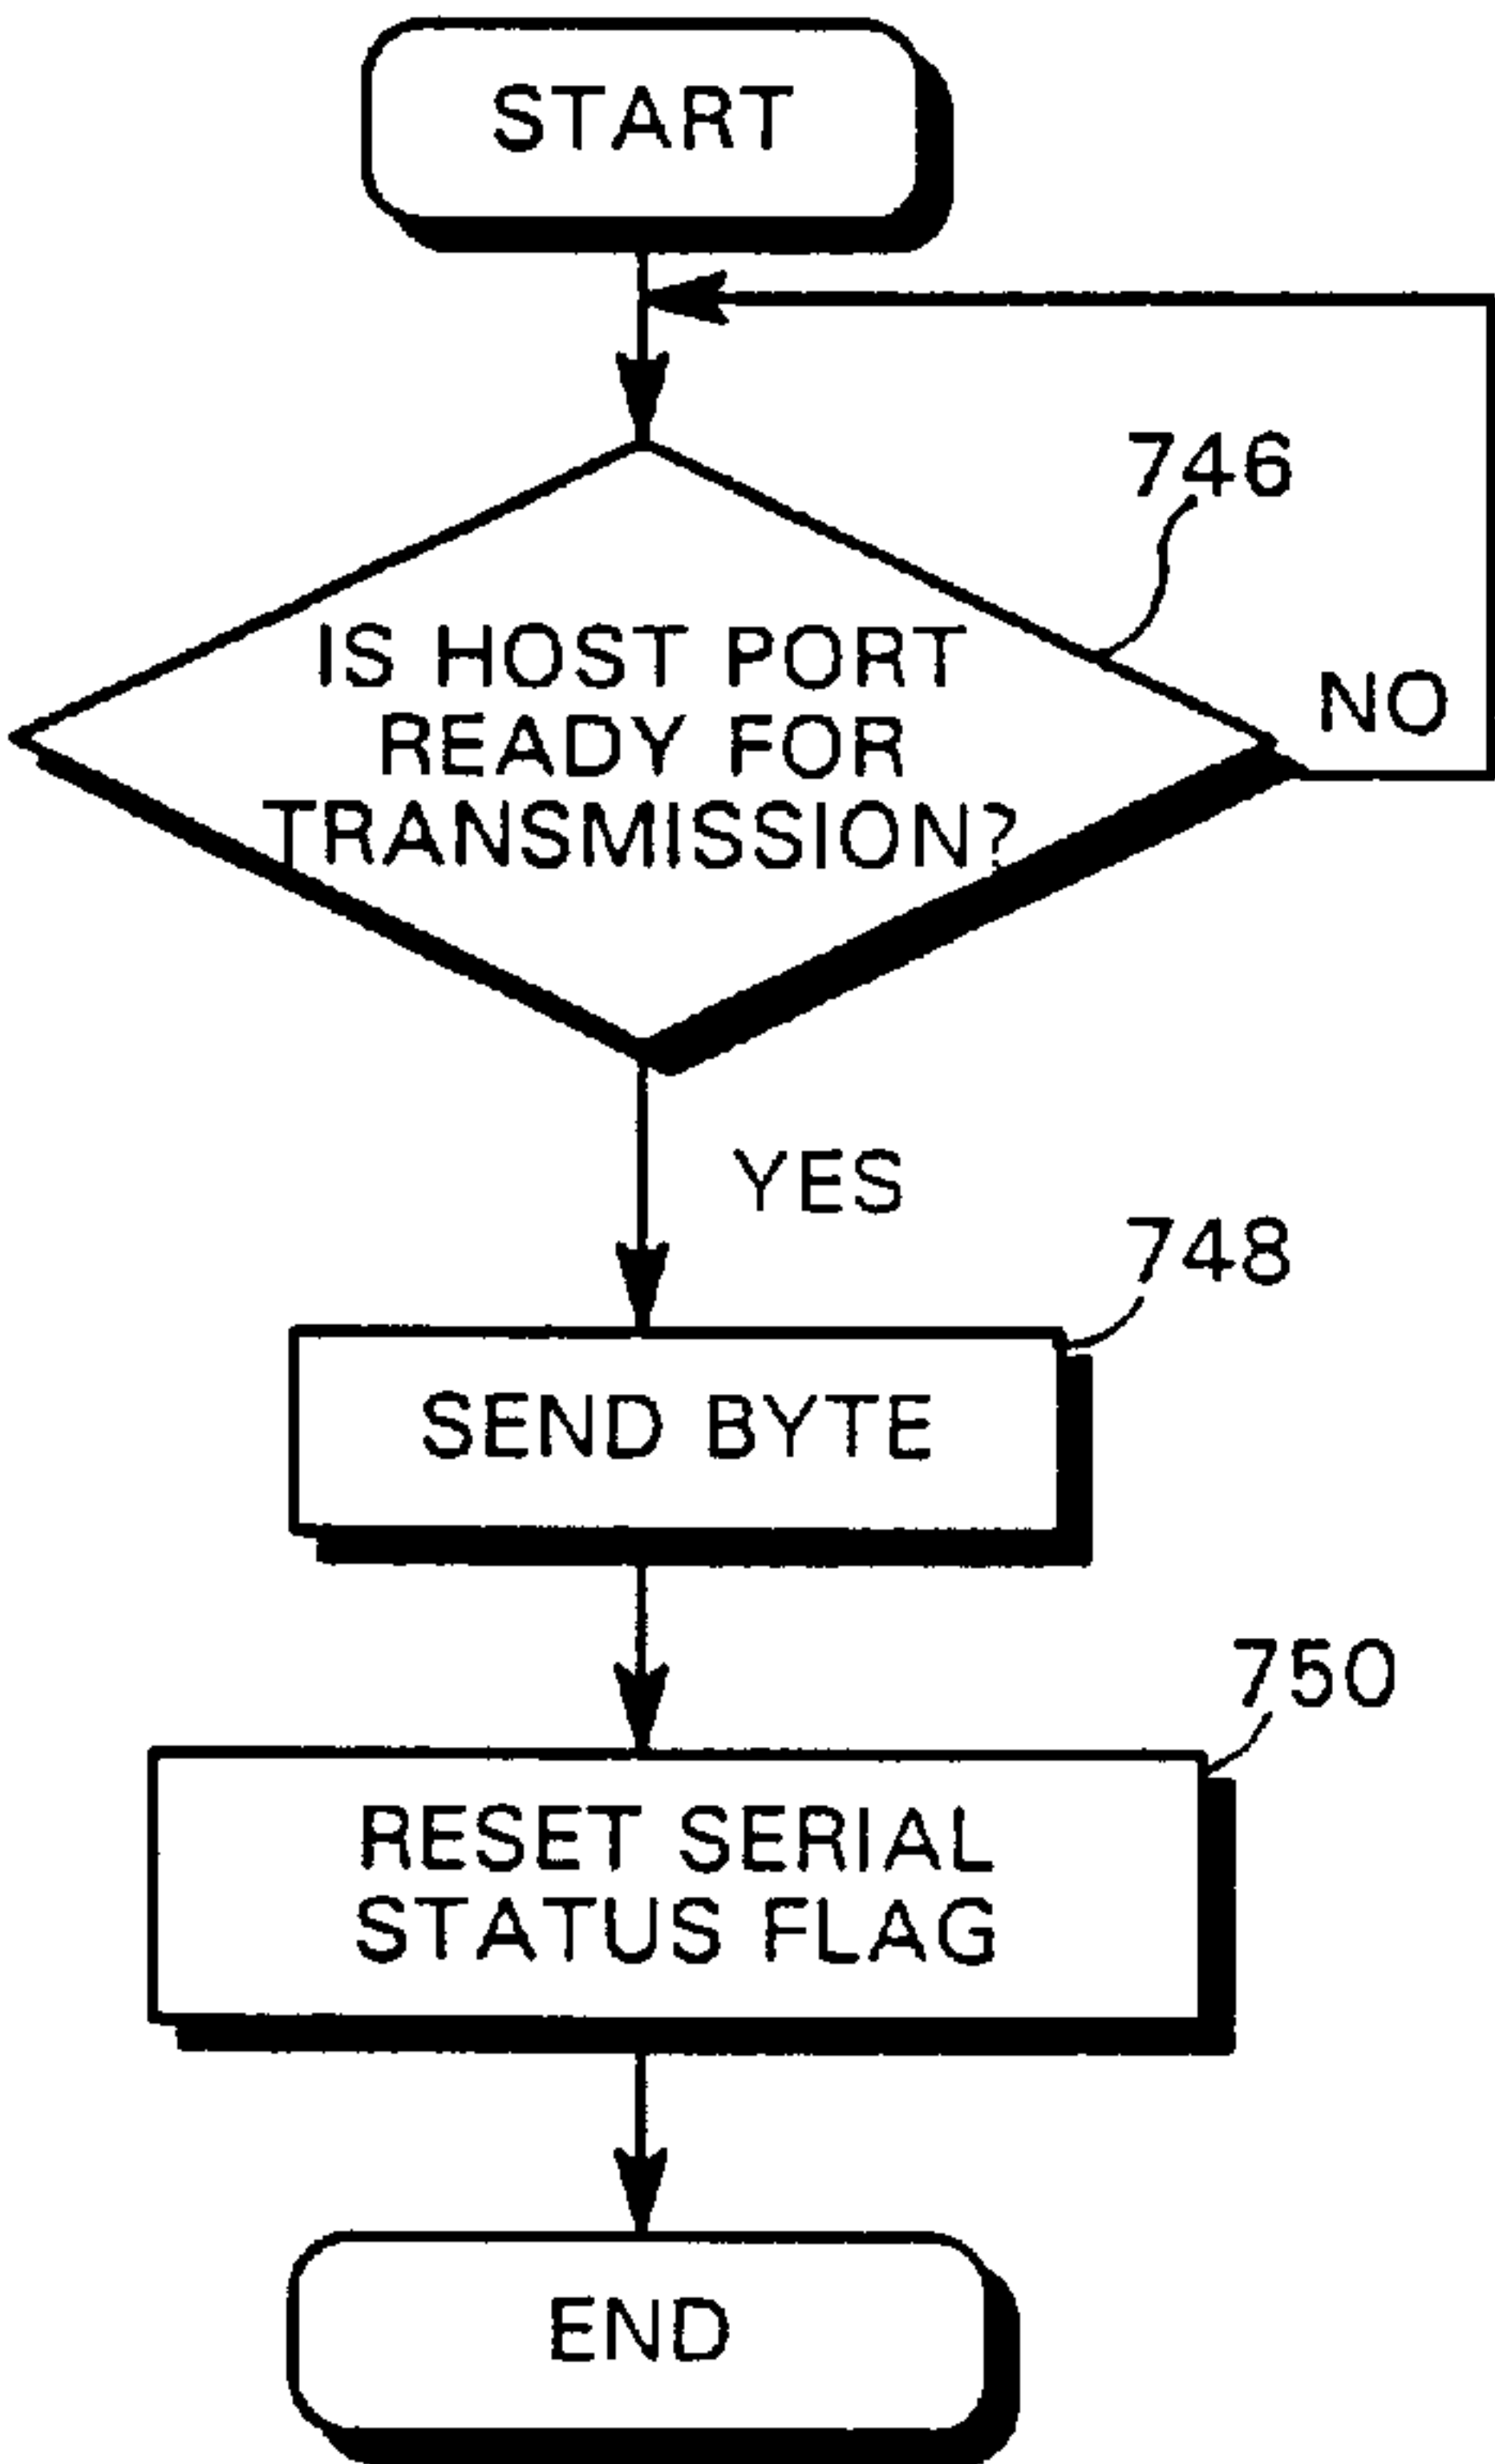 START
746
IS HOST PORT
READY FOR
TRANSMISSION?
NO
YES
748
SEND BYTE
750
RESET SERIAL
STATUS FLAG
END